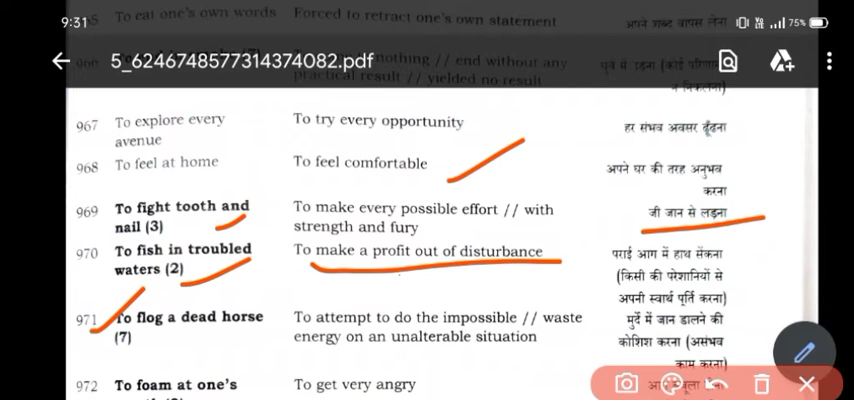 9:31
75%
5_6246748577314374082.pdf
To eat one's own words Forced to retract one's own statement अपने शब्द वापस लेना
nothing // end without any
practical result // yielded no result
967 To explore every To try every opportunity हर संभव अवसर ढूँढना
avenue
968 To feel at home To feel comfortable अपने घर की तरह अनुभव
करना
969 To fight tooth and To make every possible effort // with जी जान से लड़ना
nail (3) strength and fury
970 To fish in troubled To make a profit out of disturbance पराई आग में हाथ सेंकना
waters (2) (किसी की परेशानियों से
अपनी स्वार्थ पूर्ति करना)
971 To flog a dead horse To attempt to do the impossible // waste मुर्दे में जान डालने की
(7) energy on an unalterable situation कोशिश करना (असंभव
काम करना)
972 To foam at one's To get very angry